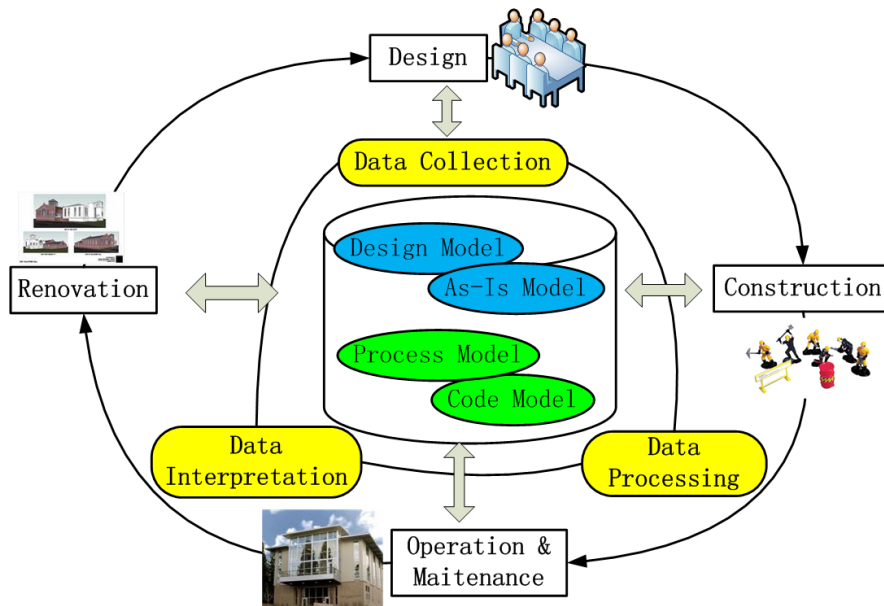 Design
Data Collection
Design Model
As-Is Model
Renovation
Construction
Process Model
Code Model
Data
Interpretation
Data
Processing
Operation &
Maitenance